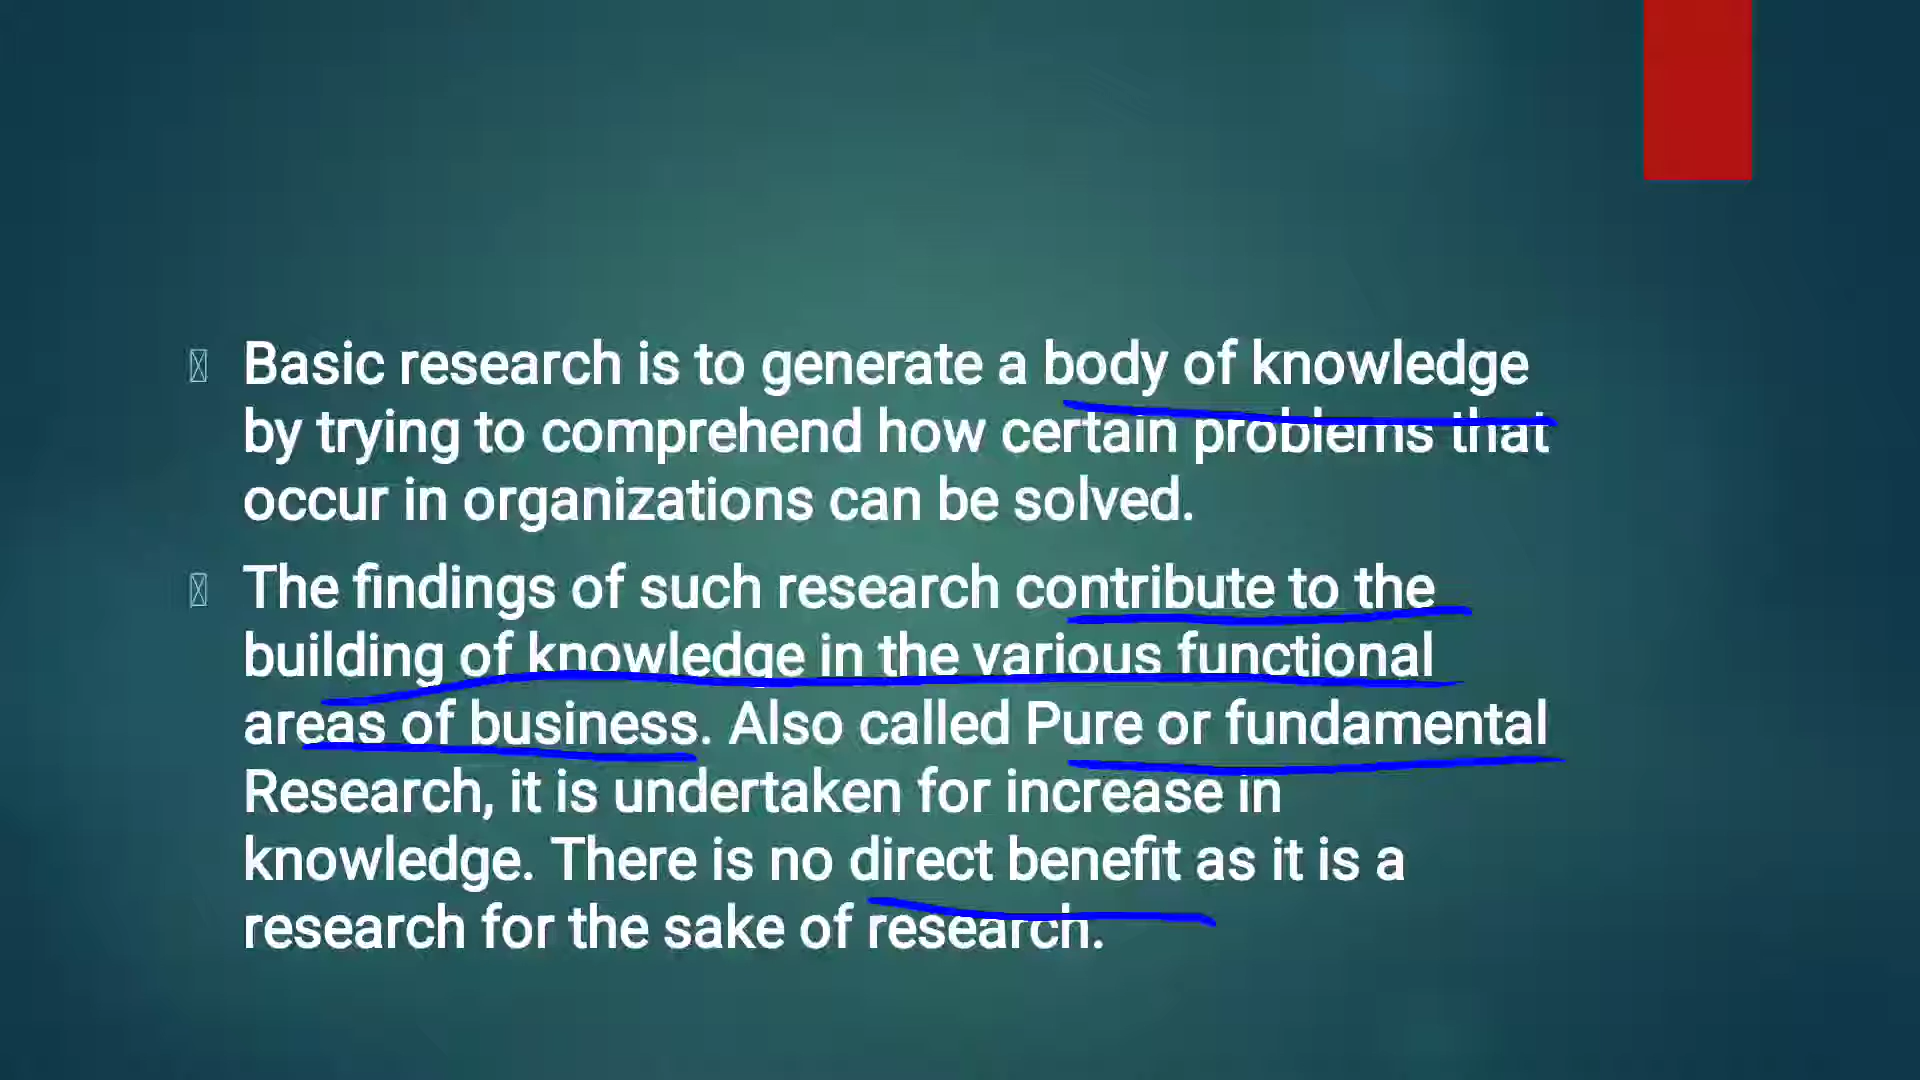 Basic research is to generate a body of knowledge
by trying to comprehend how certain problems that
occur in organizations can be solved.
The findings of such research contribute to the
building of knowledge in the various functional
areas of business. Also called Pure or fundamental
Research, it is undertaken for increase in
knowledge. There is no direct benefit as it is a
research for the sake of research.